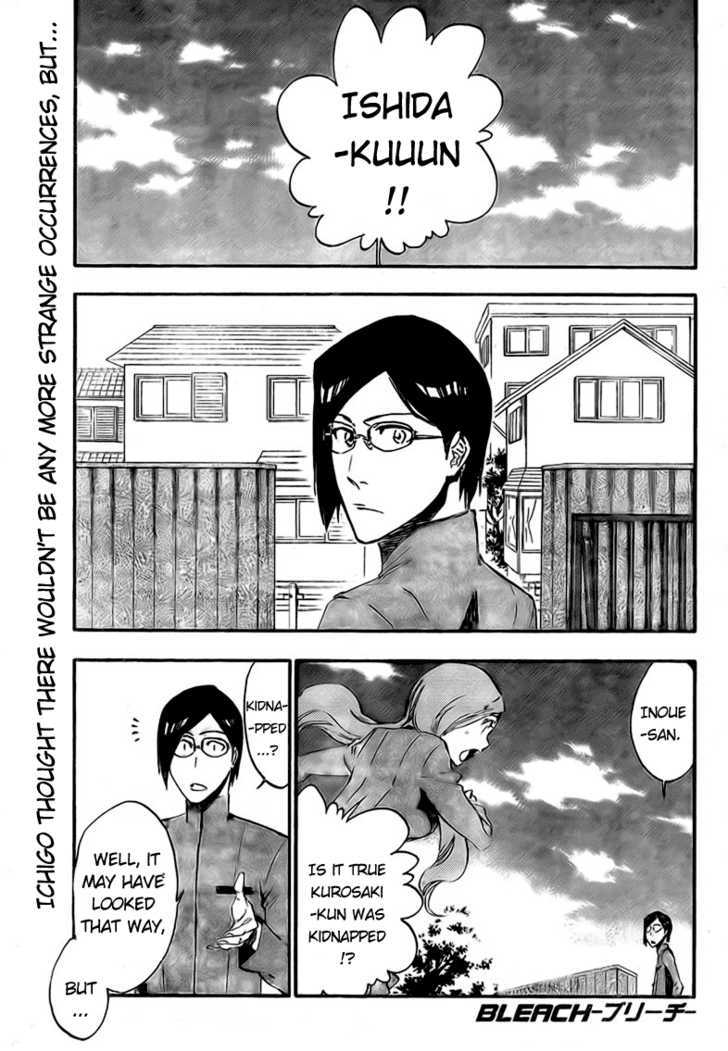 ICHIGO THOUGHT THERE WOULDN'T BE ANY MORE STRANGE OCCURRENCES, BUT...
ISHIDA
-KUUUN
!!
INOUE
-SAN.
IS IT TRUE
KUROSAKI
-KUN WAS
KIDNAPPED
!?
KIDNA-
-PPED
...?
WELL, IT
MAY HAVE
LOOKED
THAT WAY,
BUT
...
BLEACH-ブリーチ-